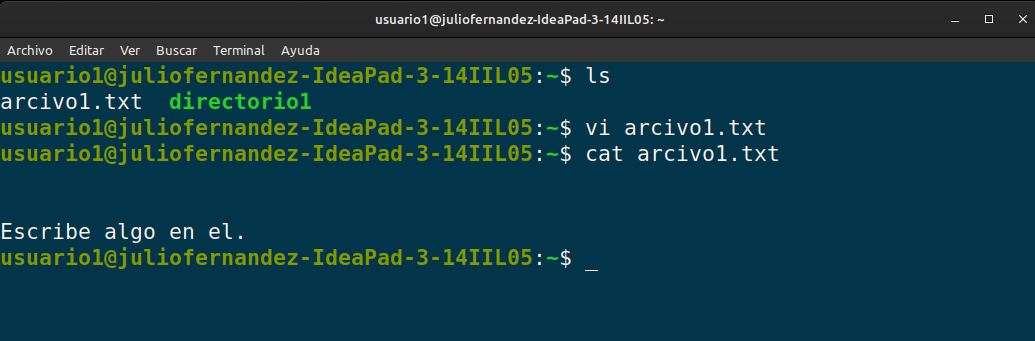 usuario1@juliofernandez-IdeaPad-3-14IIL05: ~
Archivo Editar Ver Buscar Terminal Ayuda
usuario1@juliofernandez-IdeaPad-3-14IIL05:~$ ls
arcivo1.txt directorio1
usuario1@juliofernandez-IdeaPad-3-14IIL05:~$ vi arcivo1.txt
usuario1@juliofernandez-IdeaPad-3-14IIL05:~$ cat arcivo1.txt
Escribe algo en el.
usuario1@juliofernandez-IdeaPad-3-14IIL05:~$ _